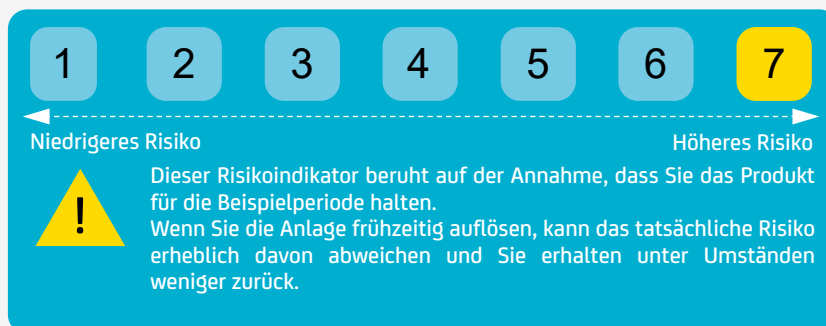 1 2 3 4 5 6 7
Niedrigeres Risiko Höheres Risiko
Dieser Risikoindikator beruht auf der Annahme, dass Sie das Produkt
für die Beispielperiode halten.
!
Wenn Sie die Anlage frühzeitig auflösen, kann das tatsächliche Risiko
erheblich davon abweichen und Sie erhalten unter Umständen
weniger zurück.